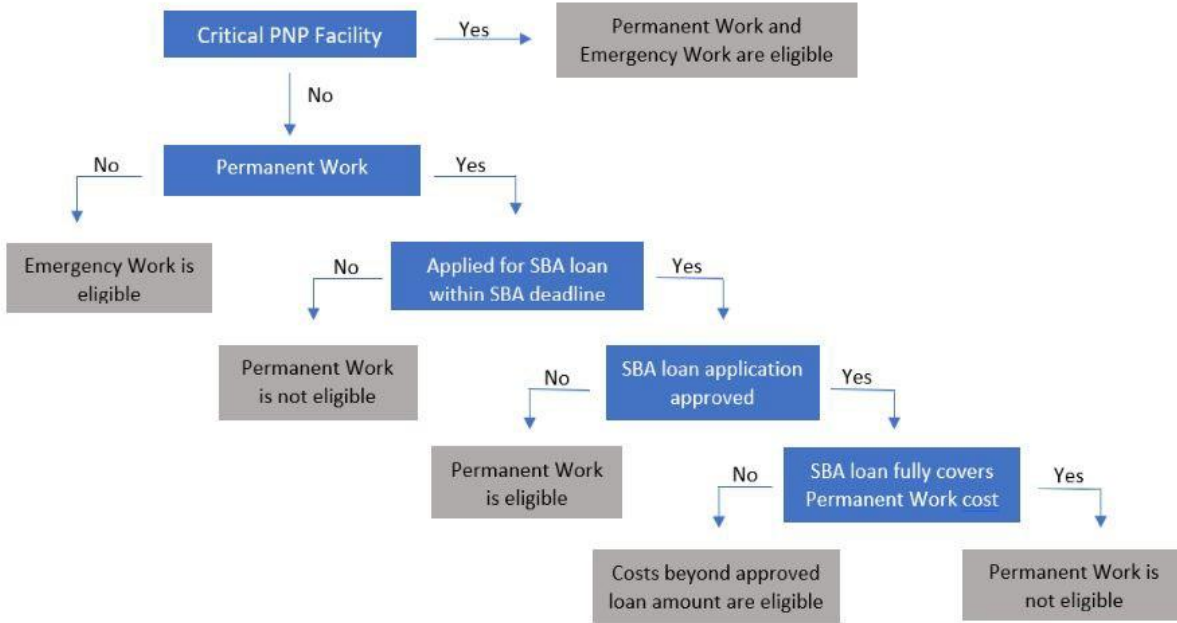 Critical PNP Facility
Yes
Permanent Work and
Emergency Work are eligible
No
No
Permanent Work
Yes
Emergency Work is
eligible
No
Applied for SBA loan
within SBA deadline
Yes
Permanent Work
is not eligible
No
SBA loan application
approved
Yes
Permanent Work
is eligible
No
SBA loan fully covers
Permanent Work cost
Yes
Costs beyond approved
loan amount are eligible
Permanent Work is
not eligible